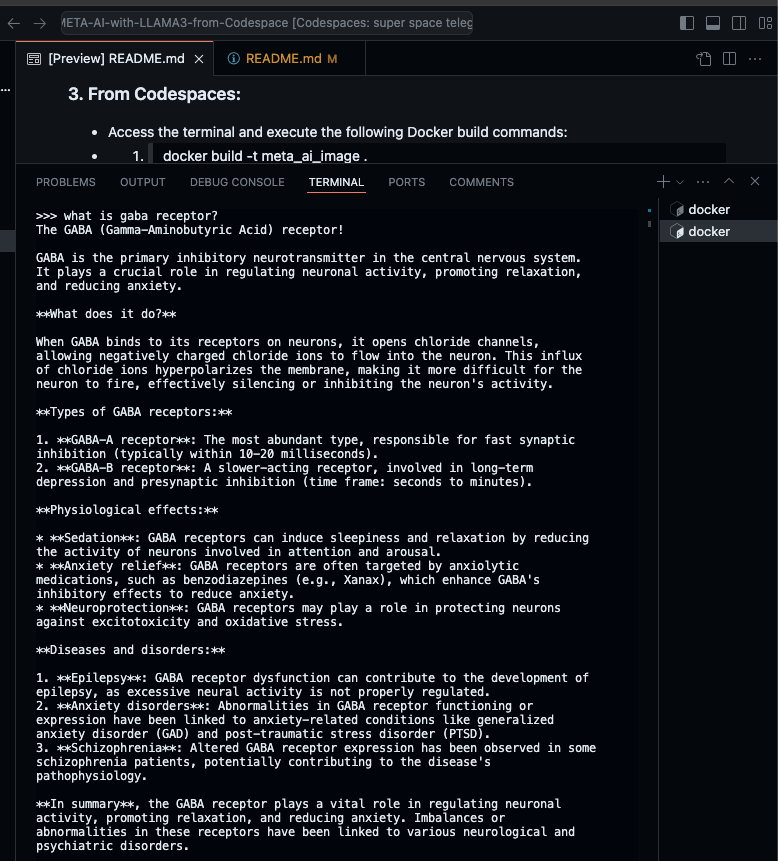 META-AI-with-LLAMA3-from-Codespace [Codespaces: super space teleg
[Preview] README.md
README.md M
3. From Codespaces:
• Access the terminal and execute the following Docker build commands:
• 1. docker build -t meta_ai_image .
PROBLEMS OUTPUT DEBUG CONSOLE TERMINAL PORTS COMMENTS
docker
docker
>>> what is gaba receptor?
The GABA (Gamma-Aminobutyric Acid) receptor!
GABA is the primary inhibitory neurotransmitter in the central nervous system.
It plays a crucial role in regulating neuronal activity, promoting relaxation,
and reducing anxiety.
**What does it do?**
When GABA binds to its receptors on neurons, it opens chloride channels,
allowing negatively charged chloride ions to flow into the neuron. This influx
of chloride ions hyperpolarizes the membrane, making it more difficult for the
neuron to fire, effectively silencing or inhibiting the neuron's activity.
**Types of GABA receptors:**
1. **GABA-A receptor**: The most abundant type, responsible for fast synaptic
inhibition (typically within 10-20 milliseconds).
2. **GABA-B receptor**: A slower-acting receptor, involved in long-term
depression and presynaptic inhibition (time frame: seconds to minutes).
**Physiological effects:**
* **Sedation**: GABA receptors can induce sleepiness and relaxation by reducing
the activity of neurons involved in attention and arousal.
* **Anxiety relief**: GABA receptors are often targeted by anxiolytic
medications, such as benzodiazepines (e.g., Xanax), which enhance GABA's
inhibitory effects to reduce anxiety.
* **Neuroprotection**: GABA receptors may play a role in protecting neurons
against excitotoxicity and oxidative stress.
**Diseases and disorders:**
1. **Epilepsy**: GABA receptor dysfunction can contribute to the development of
epilepsy, as excessive neural activity is not properly regulated.
2. **Anxiety disorders**: Abnormalities in GABA receptor functioning or
expression have been linked to anxiety-related conditions like generalized
anxiety disorder (GAD) and post-traumatic stress disorder (PTSD).
3. **Schizophrenia**: Altered GABA receptor expression has been observed in some
schizophrenia patients, potentially contributing to the disease's
pathophysiology.
**In summary**, the GABA receptor plays a vital role in regulating neuronal
activity, promoting relaxation, and reducing anxiety. Imbalances or
abnormalities in these receptors have been linked to various neurological and
psychiatric disorders.